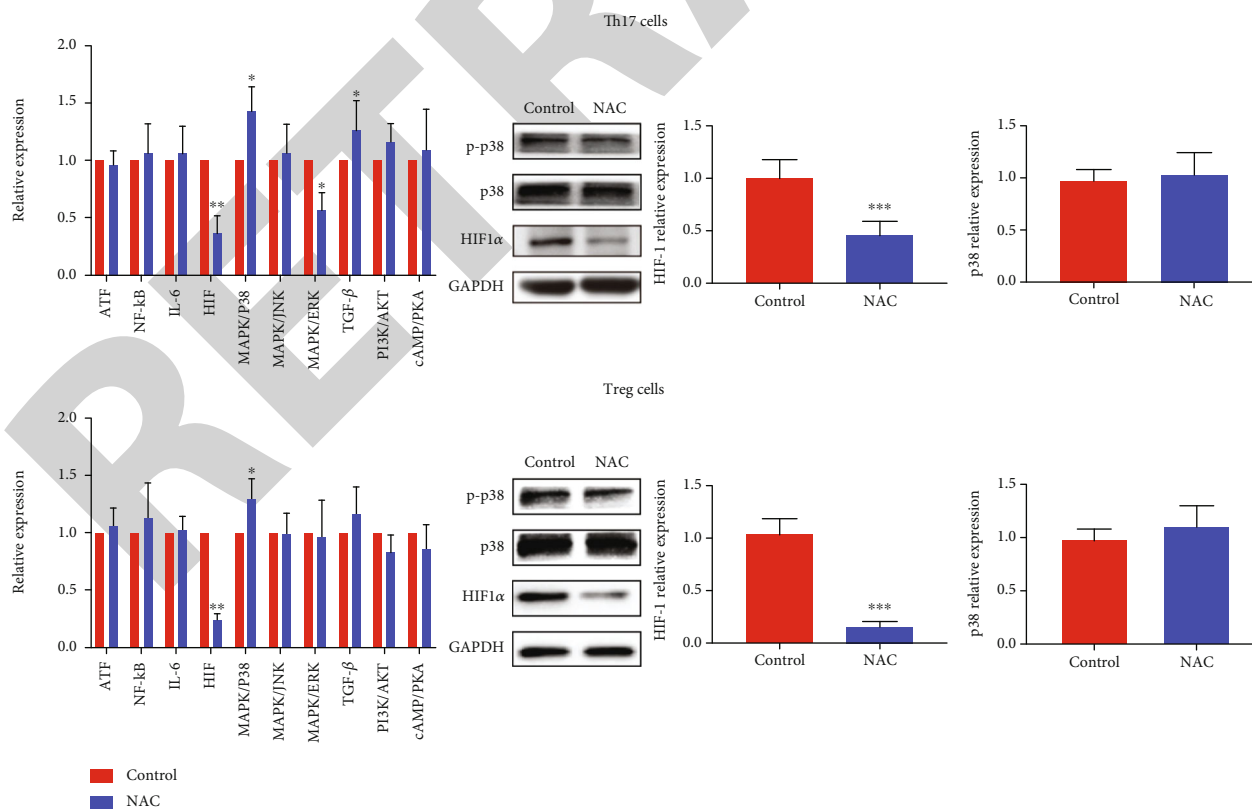 Th17 cells
Relative expression
2.0
1.5
1.0
0.5
0.0
*
*
**
*
ATF
NF-kB
IL-6
HIF
MAPK/P38
MAPK/JNK
MAPK/ERK
TGF-β
PI3K/AKT
cAMP/PKA
Control NAC
p-p38
p38
HIF1α
GAPDH
HIF-1 relative expression
1.5
1.0
0.5
0.0
***
Control NAC
p38 relative expression
1.5
1.0
0.5
0.0
Control NAC
Treg cells
Relative expression
2.0
1.5
1.0
0.5
0.0
*
**
ATF
NF-kB
IL-6
HIF
MAPK/P38
MAPK/JNK
MAPK/ERK
TGF-β
PI3K/AKT
cAMP/PKA
Control NAC
p-p38
p38
HIF1α
GAPDH
HIF-1 relative expression
1.5
1.0
0.5
0.0
***
Control NAC
p38 relative expression
1.5
1.0
0.5
0.0
Control NAC
Control
NAC
RETRA